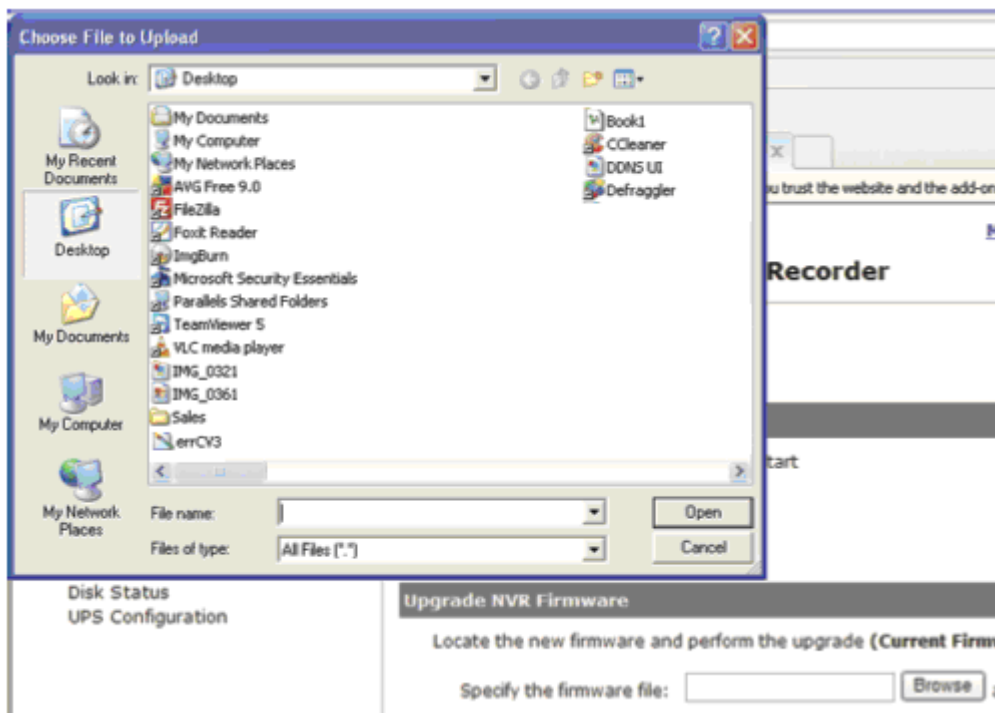 Choose File to Upload
Look in: Desktop
My Recent Documents
Desktop
My Documents
My Computer
My Network Places
My Documents
My Computer
My Network Places
AVG Free 9.0
FileZilla
Foxit Reader
ImgBurn
Microsoft Security Essentials
Parallels Shared Folders
TeamViewer 5
VLC media player
IMG_0321
IMG_0361
Sales
errCV3
Book1
CCleaner
DDNS UI
Defraggler
File name:
Open
Files of type: All Files (*.*)
Cancel
u trust the website and the add-on
Recorder
tart
Disk Status
UPS Configuration
Upgrade NVR Firmware
Locate the new firmware and perform the upgrade (Current Firmw
Specify the firmware file: Browse